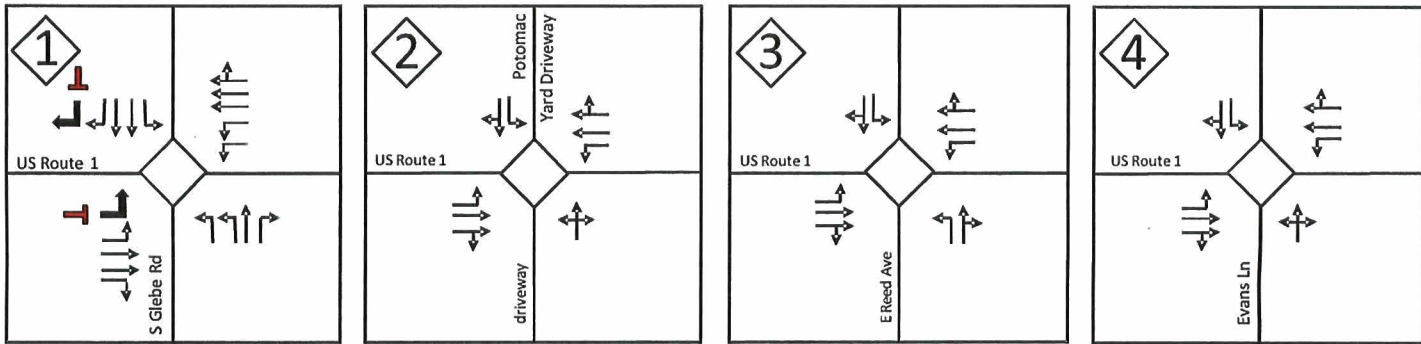 1
US Route 1
S Glebe Rd
2
Potomac
Yard Driveway
US Route 1
driveway
3
US Route 1
E Reed Ave
4
US Route 1
Evans Ln